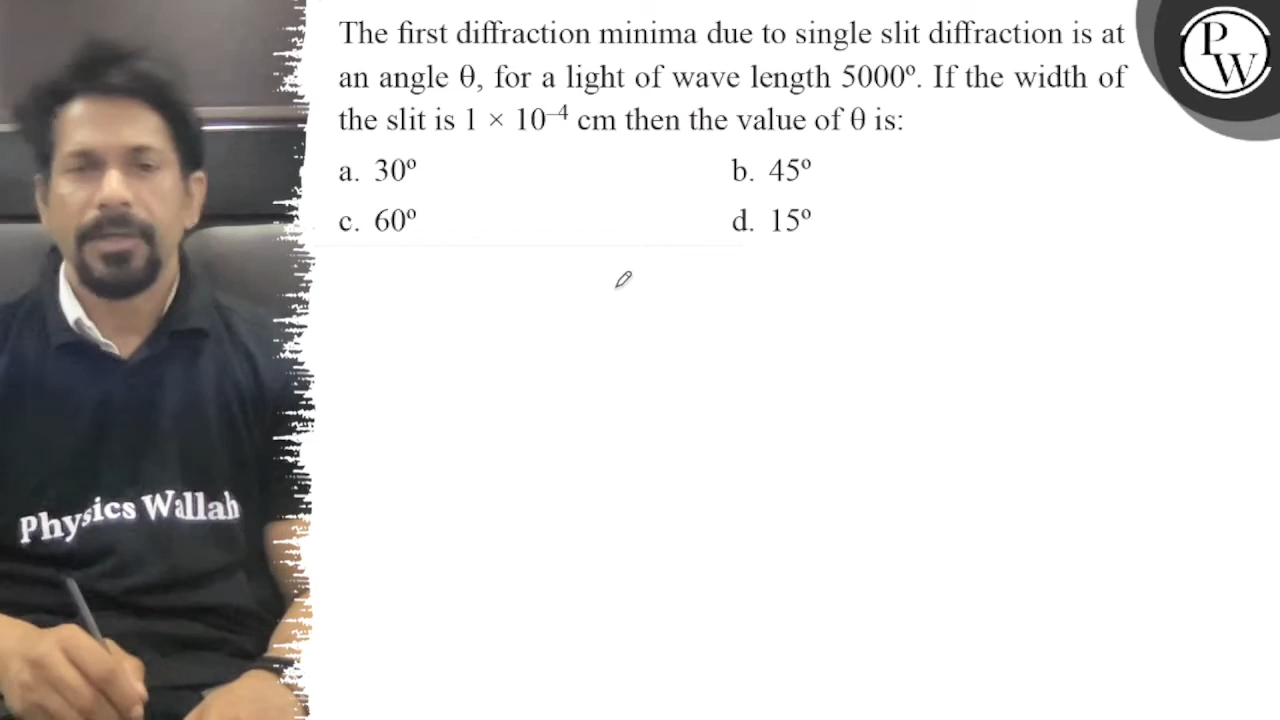 The first diffraction minima due to single slit diffraction is at
an angle θ, for a light of wave length 5000º. If the width of
the slit is 1 × 10⁻⁴ cm then the value of θ is:
a. 30º b. 45º
c. 60º d. 15º
PW
Physics Wallah